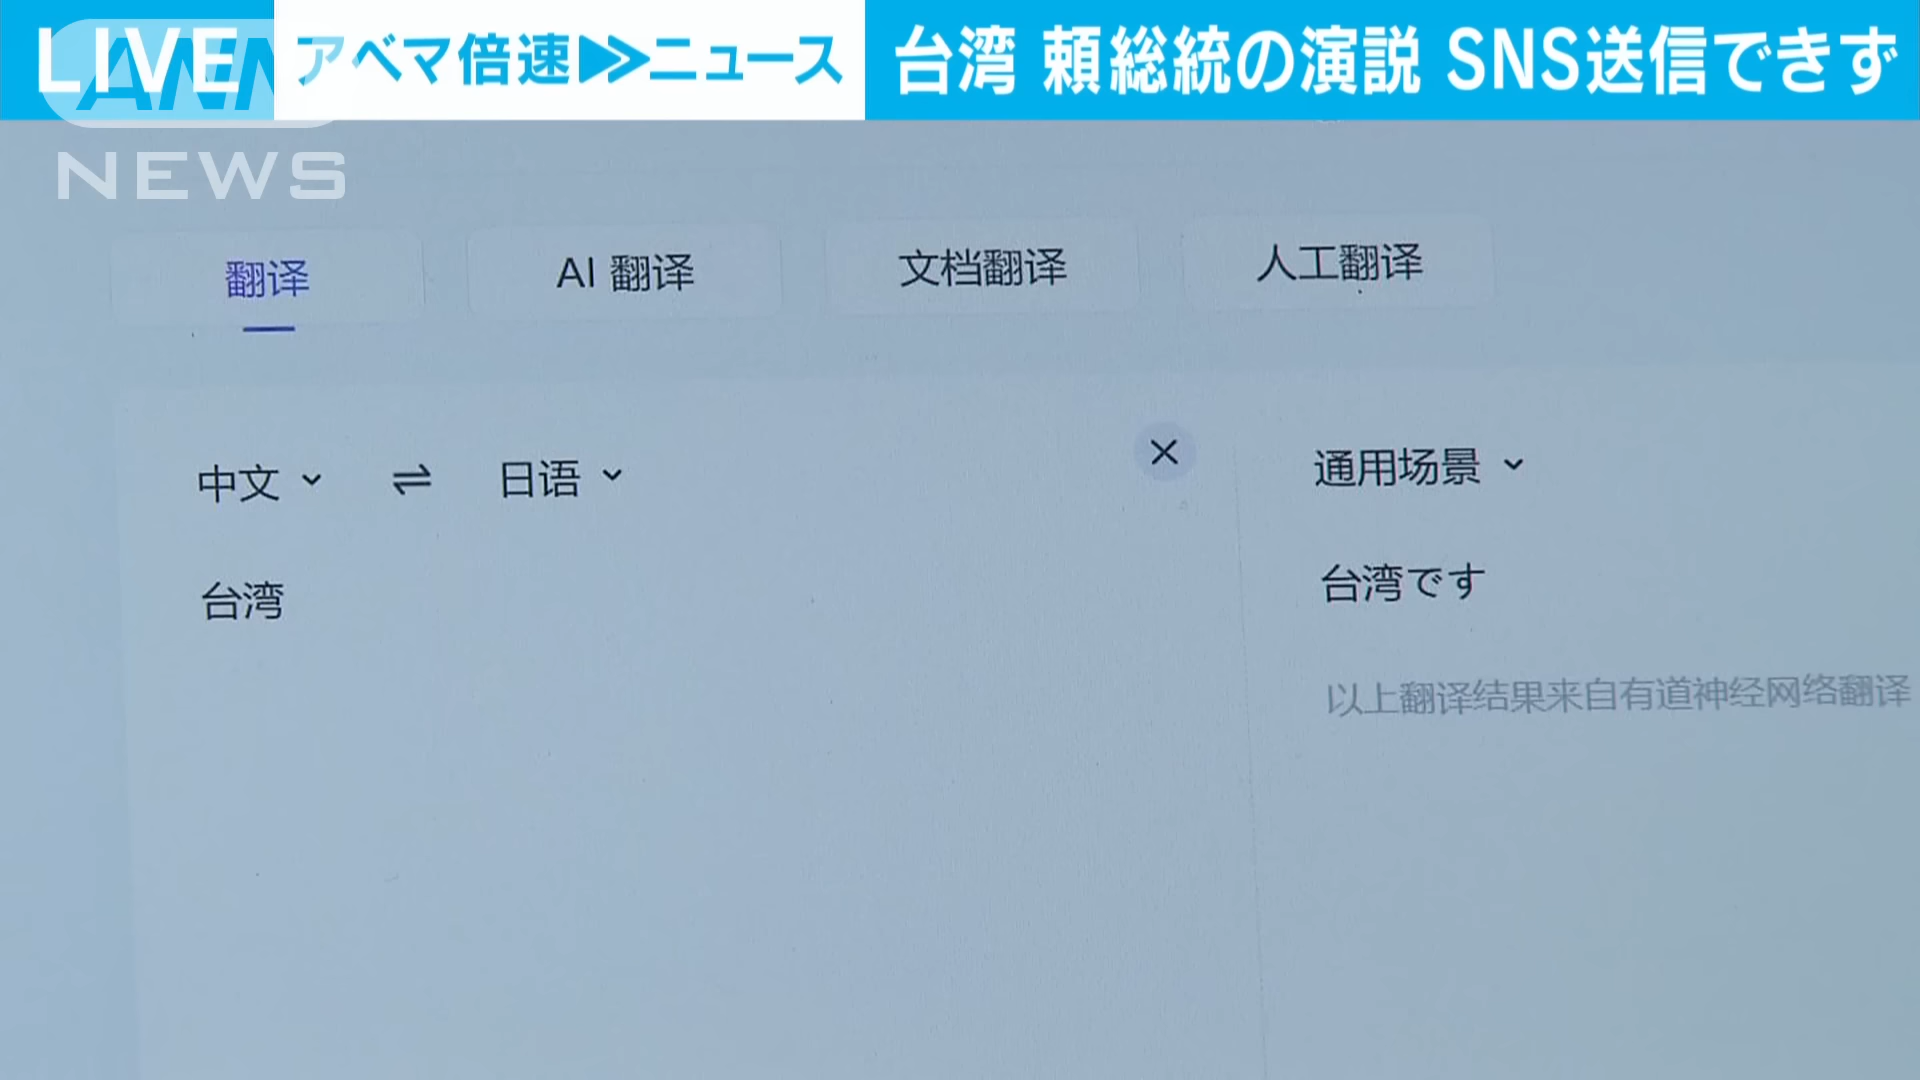 LIVE
ANN
NEWS
アベマ倍速▶≫ニュース
台湾 頼総統の演説 SNS送信できず
翻译
AI 翻译
文档翻译
人工翻译
中文
日语
通用场景
台湾
台湾です
以上翻译结果来自有道神经网络翻译